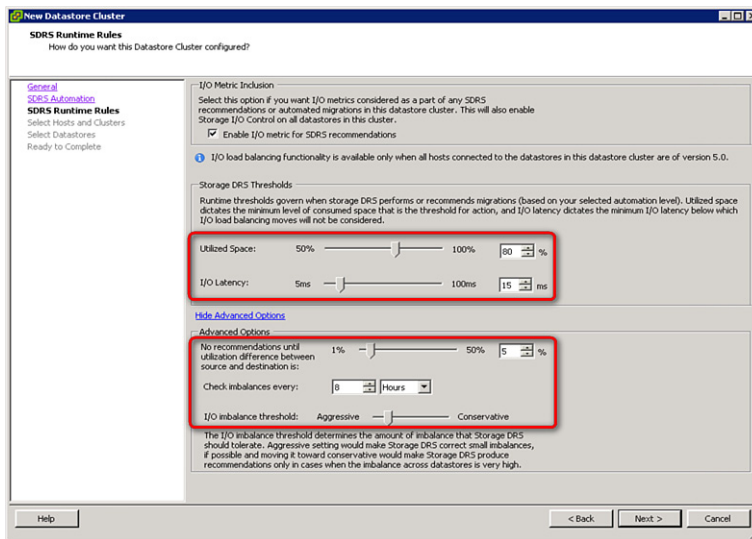 New Datastore Cluster
SDRS Runtime Rules
How do you want this Datastore Cluster configured?
General
SDRS Automation
SDRS Runtime Rules
Select Hosts and Clusters
Select Datastores
Ready to Complete
I/O Metric Inclusion
Select this option if you want I/O metrics considered as a part of any SDRS
recommendations or automated migrations in this datastore cluster. This will also enable
Storage I/O Control on all datastores in this cluster.
Enable I/O metric for SDRS recommendations
I/O load balancing functionality is available only when all hosts connected to the datastores in this datastore cluster are of version 5.0.
Storage DRS Thresholds
Runtime thresholds govern when storage DRS performs or recommends migrations (based on your selected automation level). Utilized space
dictates the minimum level of consumed space that is the threshold for action, and I/O latency dictates the minimum I/O latency below which
I/O load balancing moves will not be considered.
Utilized Space: 50% 100% 80 %
I/O Latency: 5ms 100ms 15 ms
Hide Advanced Options
Advanced Options
No recommendations until
utilization difference between
source and destination is:
1% 50% 5 %
Check imbalances every: 8 Hours
I/O imbalance threshold: Aggressive Conservative
The I/O imbalance threshold determines the amount of imbalance that Storage DRS
should tolerate. Aggressive setting would make Storage DRS correct small imbalances,
if possible and moving it toward conservative would make Storage DRS produce
recommendations only in cases when the imbalance across datastores is very high.
Help < Back Next > Cancel